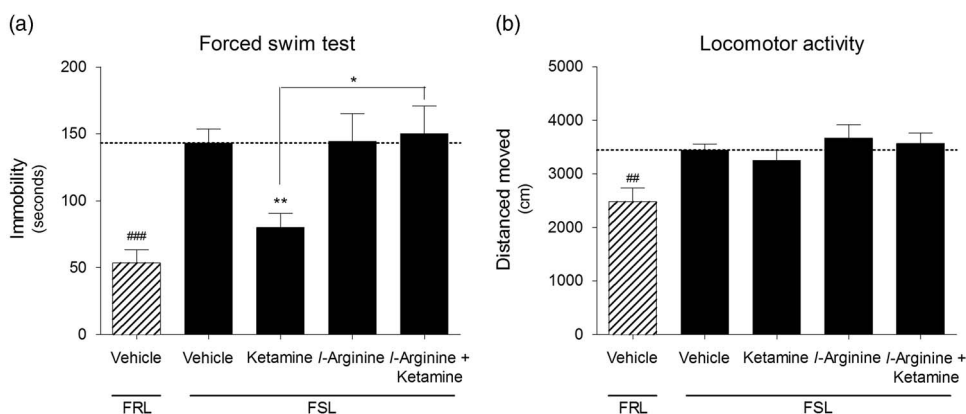 (a)
Forced swim test
200
150
100
50
0
Immobility
(seconds)
*
**
###
Vehicle Vehicle Ketamine l-Arginine l-Arginine +
Ketamine
FRL FSL
(b)
Locomotor activity
5000
4000
3000
2000
1000
0
Distanced moved
(cm)
##
Vehicle Vehicle Ketamine l-Arginine l-Arginine +
Ketamine
FRL FSL